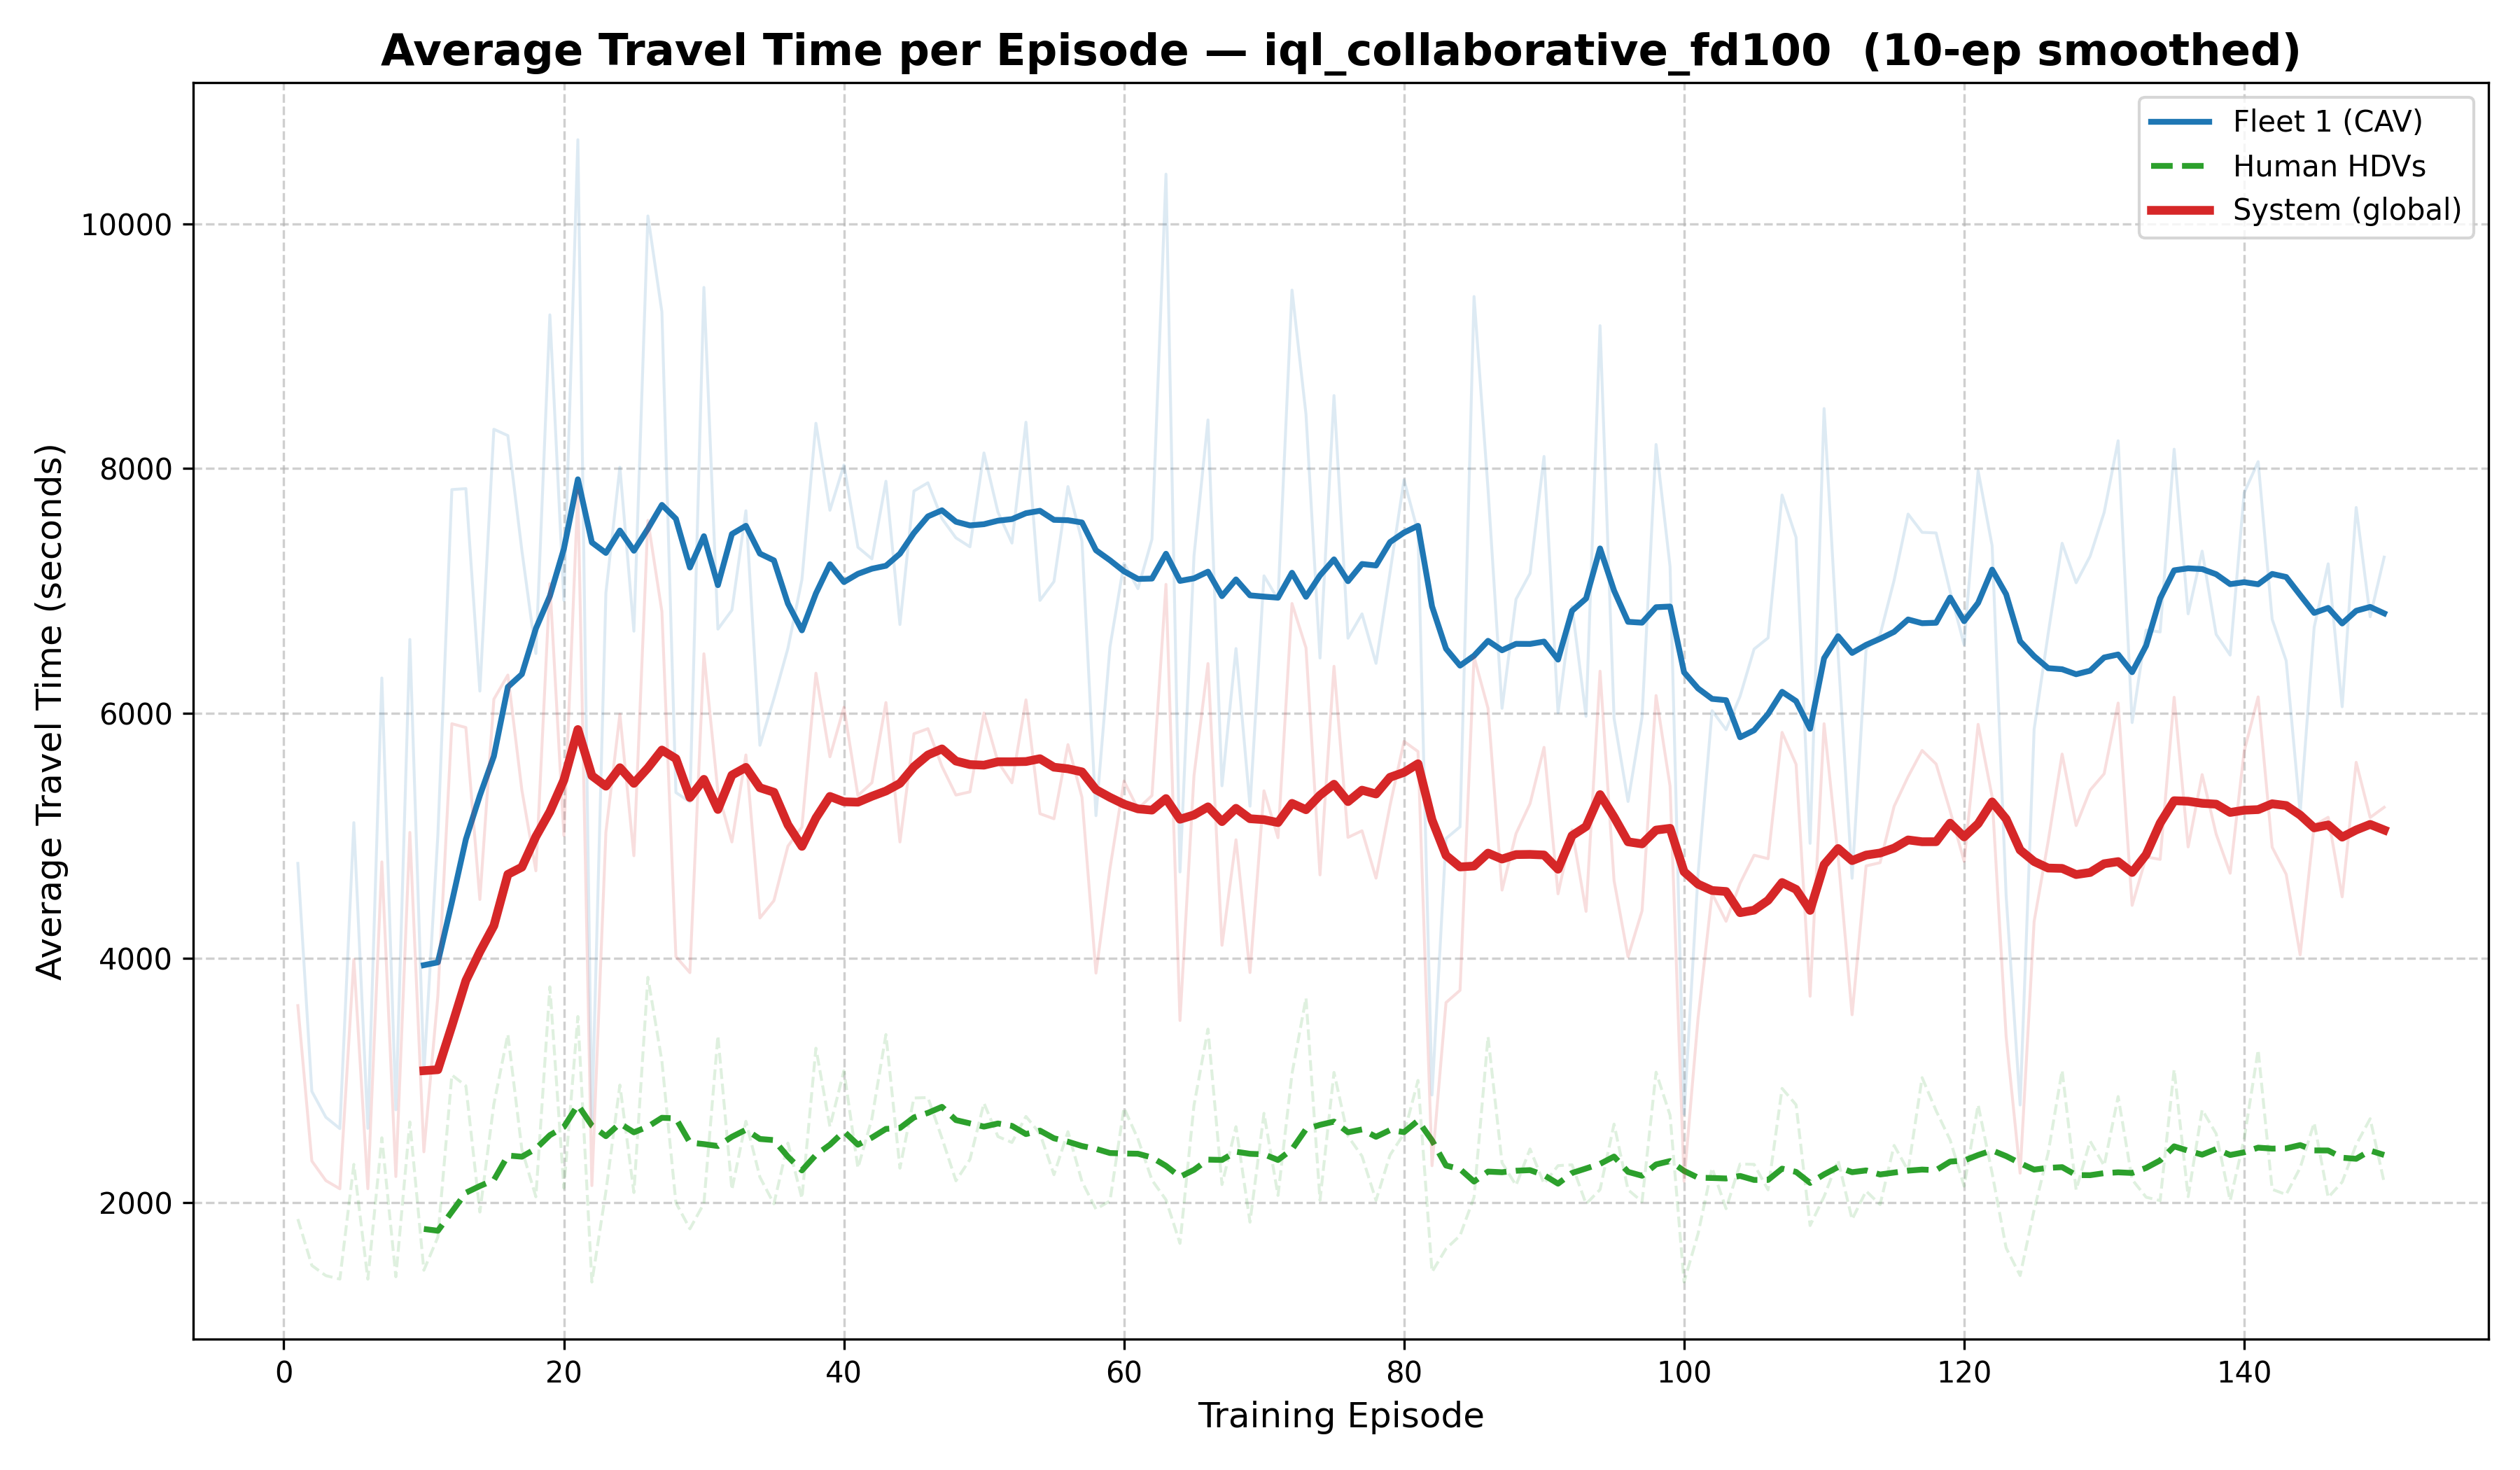 Average Travel Time per Episode — iql_collaborative_fd100 (10-ep smoothed)
Fleet 1 (CAV)
Human HDVs
System (global)
Average Travel Time (seconds)
10000
8000
6000
4000
2000
0 20 40 60 80 100 120 140
Training Episode